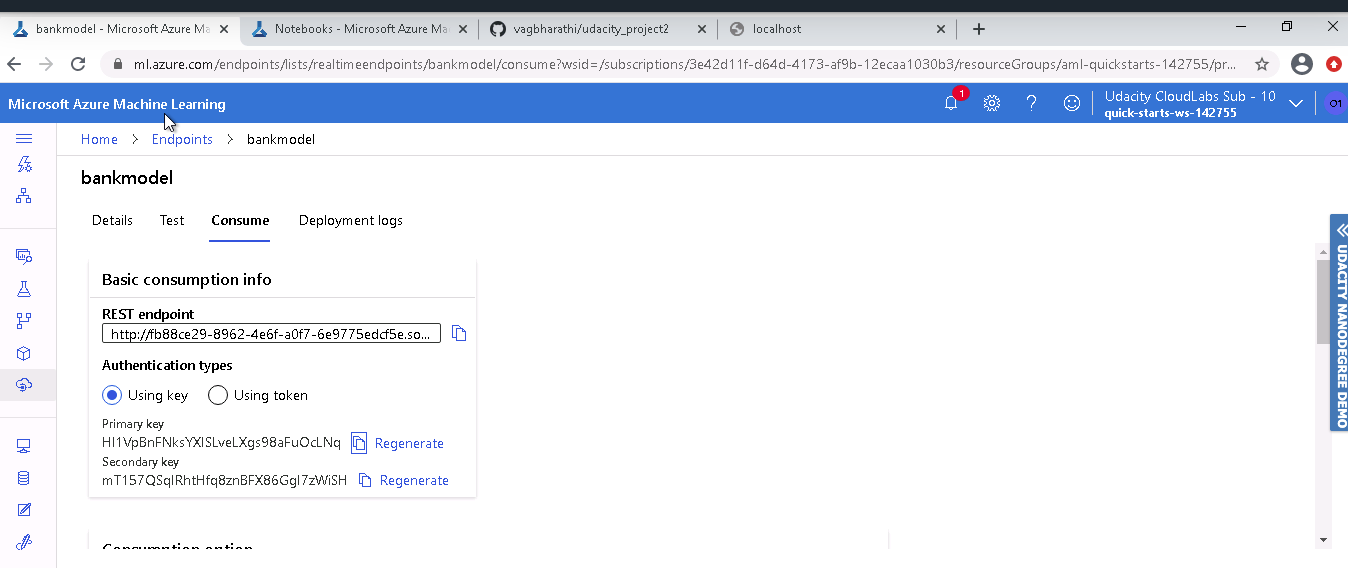 bankmodel - Microsoft Azure Ma
Notebooks - Microsoft Azure Ma
vagbharathi/udacity_project2
localhost
ml.azure.com/endpoints/lists/realtimeendpoints/bankmodel/consume?wsid=/subscriptions/3e42d11f-d64d-4173-af9b-12ecaa1030b3/resourceGroups/aml-quickstarts-142755/pr...
Microsoft Azure Machine Learning
1
Udacity CloudLabs Sub - 10
quick-starts-ws-142755
O1
Home > Endpoints > bankmodel
bankmodel
Details Test Consume Deployment logs
Basic consumption info
REST endpoint
http://fb88ce29-8962-4e6f-a0f7-6e9775edcf5e.so...
Authentication types
Using key Using token
Primary key
HI1VpBnFNksYXISLveLXgs98aFuOcLNq Regenerate
Secondary key
mT157QSqIRhtHfq8znBFX86GgI7zWiSH Regenerate
Consumption option
UDACITY NANODEGREE DEMO